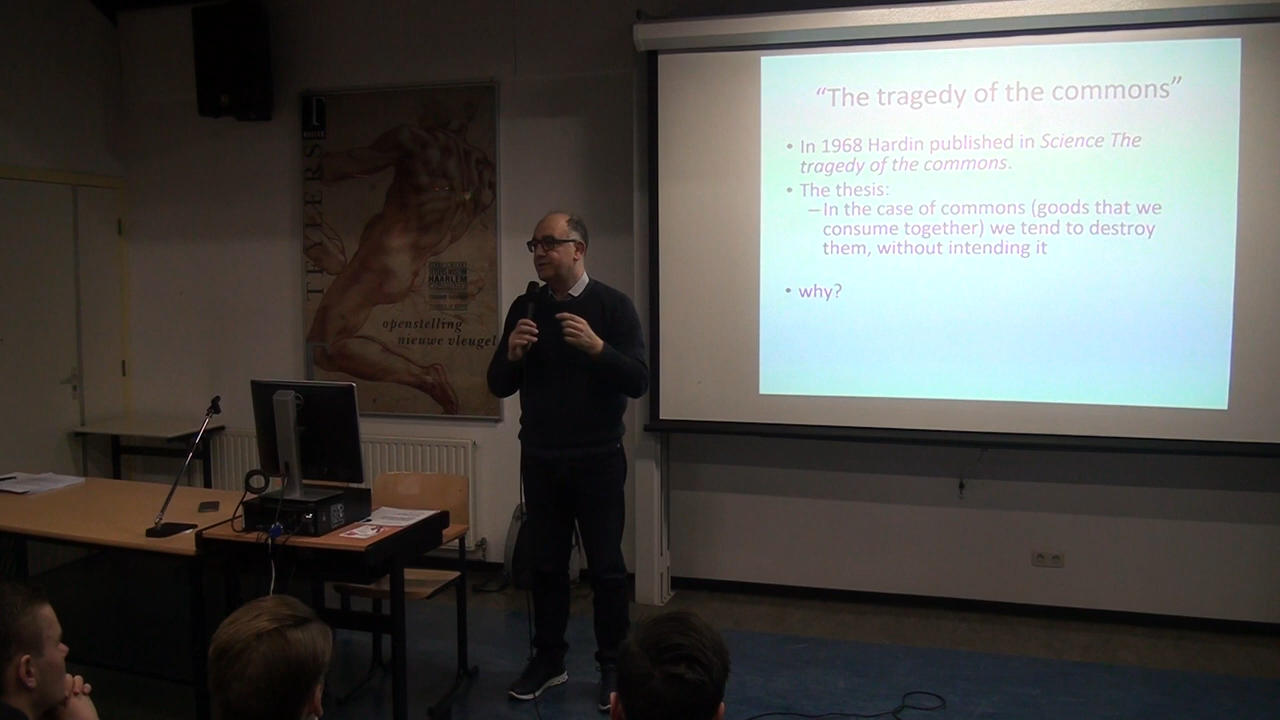 TEYLERS
HAARLEM
openstelling
nieuwe vleugel
“The tragedy of the commons”
• In 1968 Hardin published in Science The
tragedy of the commons.
• The thesis:
– In the case of commons (goods that we
consume together) we tend to destroy
them, without intending it
• why?